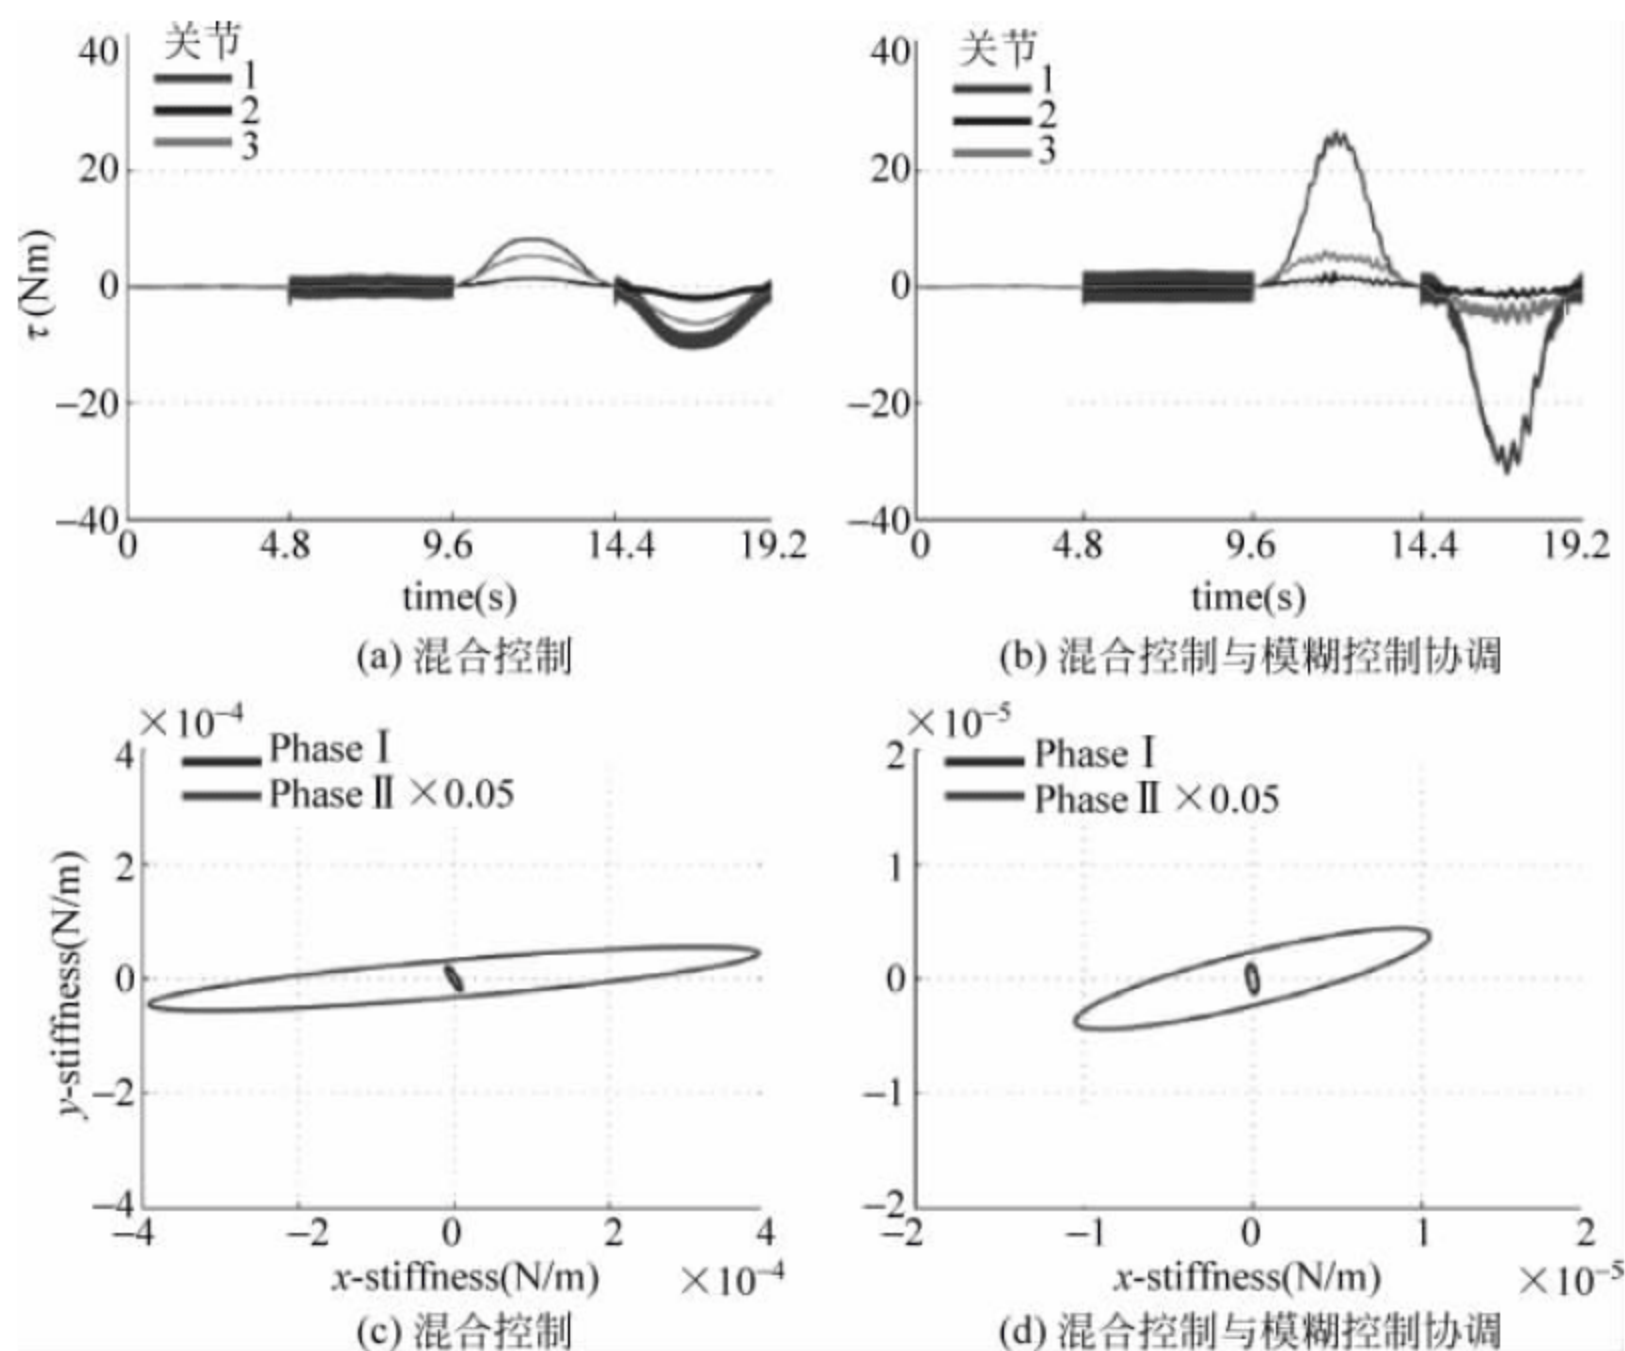 关节
1
2
3
40
20
0
−20
−40
τ(Nm)
0 4.8 9.6 14.4 19.2
time(s)
(a) 混合控制
关节
1
2
3
40
20
0
−20
−40
0 4.8 9.6 14.4 19.2
time(s)
(b) 混合控制与模糊控制协调
×10⁻⁴
Phase Ⅰ
Phase Ⅱ ×0.05
4
2
0
−2
−4
y-stiffness(N/m)
−4 −2 0 2 4
x-stiffness(N/m) ×10⁻⁴
(c) 混合控制
×10⁻⁵
Phase Ⅰ
Phase Ⅱ ×0.05
2
1
0
−1
−2
−2 −1 0 1 2
x-stiffness(N/m) ×10⁻⁵
(d) 混合控制与模糊控制协调